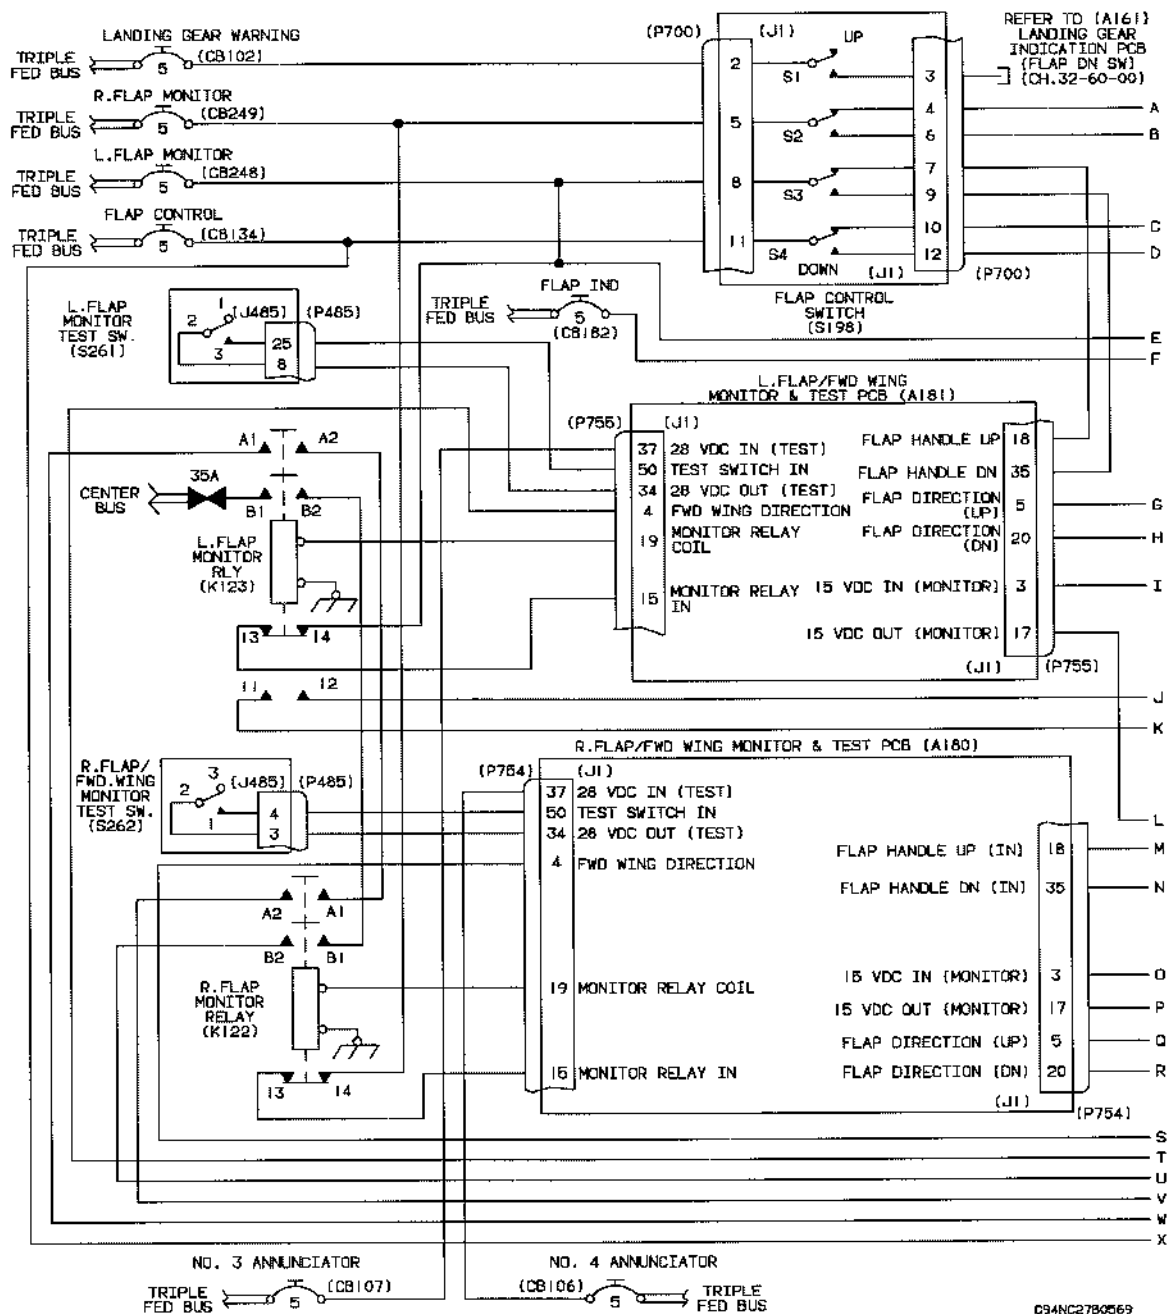 LANDING GEAR WARNING
TRIPLE
FED BUS
5
(CB102)
R.FLAP MONITOR
TRIPLE
FED BUS
5
(CB249)
L.FLAP MONITOR
TRIPLE
FED BUS
5
(CB248)
FLAP CONTROL
TRIPLE
FED BUS
5
(CB134)
(P700)
(J1)
UP
2
S1
3
5
S2
4
6
8
S3
7
9
11
S4
10
12
DOWN
(J1)
(P700)
FLAP CONTROL
SWITCH
(S198)
REFER TO (A161)
LANDING GEAR
INDICATION PCB
(FLAP DN SW)
(CH.32-60-00)
A
B
C
D
E
F
FLAP IND
TRIPLE
FED BUS
5
(CB182)
L.FLAP
MONITOR
TEST SW.
(S261)
1
2
3
(J485)
(P485)
25
8
L.FLAP/FWD WING
MONITOR & TEST PCB (A181)
(P755)
(J1)
37 28 VDC IN (TEST)
50 TEST SWITCH IN
34 28 VDC OUT (TEST)
4 FWD WING DIRECTION
19 MONITOR RELAY
COIL
15 MONITOR RELAY
IN
FLAP HANDLE UP 18
FLAP HANDLE DN 35
FLAP DIRECTION
(UP) 5
FLAP DIRECTION
(DN) 20
15 VDC IN (MONITOR) 3
15 VDC OUT (MONITOR) 17
(J1)
(P755)
G
H
I
A1
A2
35A
CENTER
BUS
B1
B2
L.FLAP
MONITOR
RLY
(K123)
13
14
11
12
J
K
R.FLAP/
FWD.WING
MONITOR
TEST SW.
(S262)
3
2
1
(J485)
(P485)
4
3
R.FLAP/FWD WING MONITOR & TEST PCB (A180)
(P754)
(J1)
37 28 VDC IN (TEST)
50 TEST SWITCH IN
34 28 VDC OUT (TEST)
4 FWD WING DIRECTION
19 MONITOR RELAY COIL
15 MONITOR RELAY IN
FLAP HANDLE UP (IN) 18
FLAP HANDLE DN (IN) 35
15 VDC IN (MONITOR) 3
15 VDC OUT (MONITOR) 17
FLAP DIRECTION (UP) 5
FLAP DIRECTION (DN) 20
(J1)
(P754)
L
M
N
O
P
Q
R
A2
A1
B2
B1
R.FLAP
MONITOR
RELAY
(K122)
13
14
S
T
U
V
W
X
NO. 3 ANNUNCIATOR
TRIPLE
FED BUS
5
(CB107)
NO. 4 ANNUNCIATOR
(CB106)
5
TRIPLE
FED BUS
C94NC27B0569